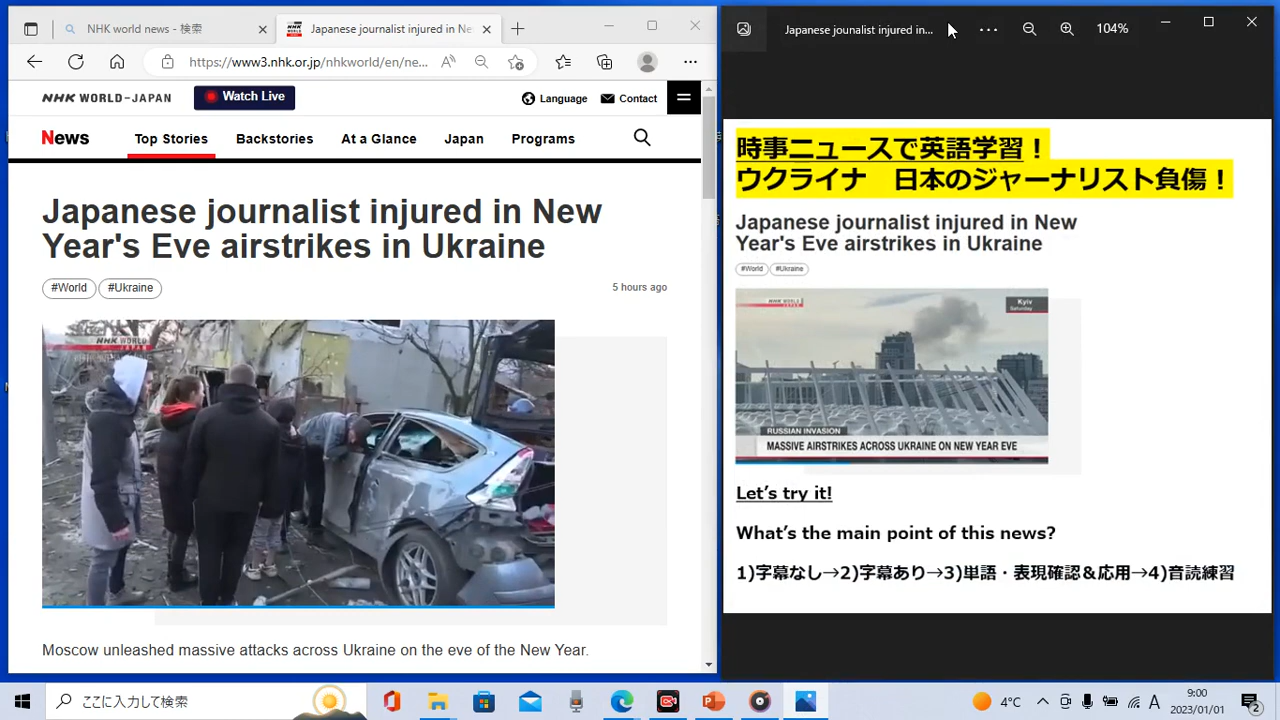 NHK world news - 検索
Japanese journalist injured in Ne
https://www3.nhk.or.jp/nhkworld/en/ne...
NHK WORLD-JAPAN
Watch Live
Language
Contact
News
Top Stories
Backstories
At a Glance
Japan
Programs
Japanese journalist injured in New
Year's Eve airstrikes in Ukraine
#World
#Ukraine
5 hours ago
NHK WORLD
JAPAN
Moscow unleashed massive attacks across Ukraine on the eve of the New Year.
Japanese jounalist injured in...
104%
時事ニュースで英語学習！
ウクライナ　日本のジャーナリスト負傷！
Japanese journalist injured in New
Year's Eve airstrikes in Ukraine
#World
#Ukraine
NHK WORLD
Kyiv
Saturday
RUSSIAN INVASION
MASSIVE AIRSTRIKES ACROSS UKRAINE ON NEW YEAR EVE
Let's try it!
What's the main point of this news?
1)字幕なし→2)字幕あり→3)単語・表現確認＆応用→4)音読練習
ここに入力して検索
4°C
A
9:00
2023/01/01
2